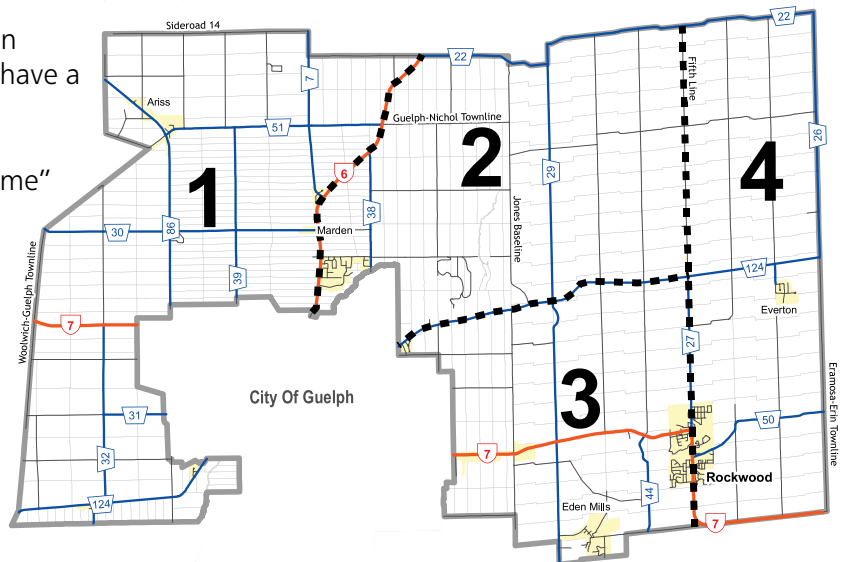 n
have a
me”
Sideroad 14
22
22
7
Fifth Line
Ariss
Guelph-Nichol Townline
51
26
2
6
29
4
1
38
Jones Baseline
86
30
Marden
39
124
Woolwich-Guelph Townline
7
Everton
27
City Of Guelph
3
Eramosa-Erin Townline
31
50
7
32
Rockwood
44
124
Eden Mills
7